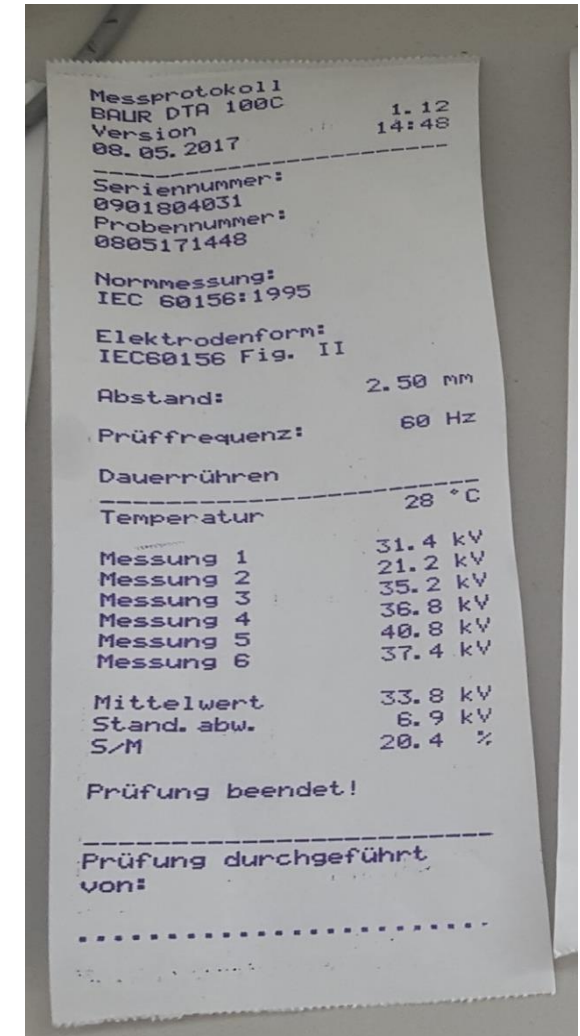 Messprotokoll
BAUR DTA 100C
Version 1.12
08.05.2017 14:48
Seriennummer:
0901804031
Probennummer:
0805171448
Normmessung:
IEC 60156:1995
Elektrodenform:
IEC60156 Fig. II
Abstand: 2.50 mm
Prüffrequenz: 60 Hz
Dauerrühren
Temperatur 28 °C
Messung 1 31.4 kV
Messung 2 21.2 kV
Messung 3 35.2 kV
Messung 4 36.8 kV
Messung 5 40.8 kV
Messung 6 37.4 kV
Mittelwert 33.8 kV
Stand. abw. 6.9 kV
S/M 20.4 %
Prüfung beendet!
Prüfung durchgeführt
von: